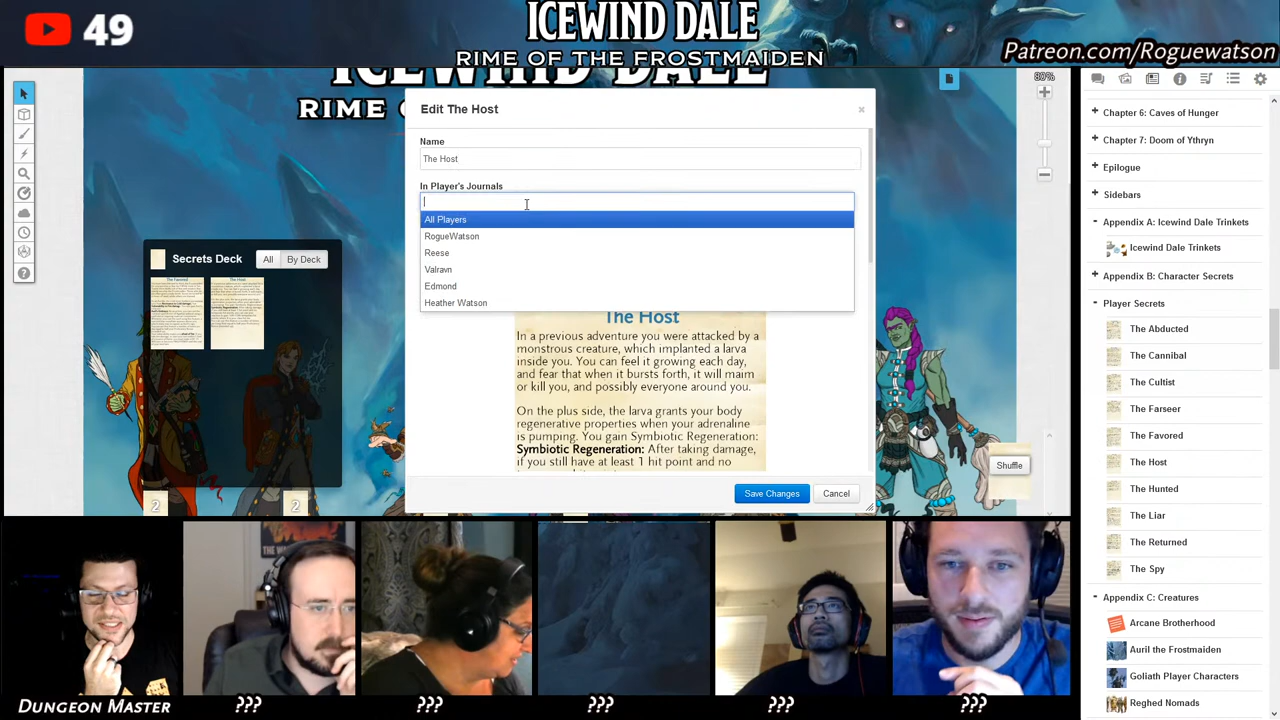 49
ICEWIND DALE
RIME OF THE FROSTMAIDEN
Patreon.com/Roguewatson
80%
Edit The Host
×
Name
The Host
In Player's Journals
All Players
RogueWatson
Reese
Valravn
Edmond
Heather Watson
The Host
In a previous adventure you were attacked by a
monstrous creature, which implanted a larva
inside you. You can feel it growing each day,
and fear that when it bursts forth, it will maim
or kill you, and possibly everyone around you.
On the plus side, the larva grants your body
regenerative properties when your adrenaline
is pumping. You gain Symbiotic Regeneration:
Symbiotic Regeneration: After taking damage,
if you still have at least 1 hit point and no
Save Changes
Cancel
Secrets Deck
All
By Deck
2
2
Shuffle
Chapter 6: Caves of Hunger
Chapter 7: Doom of Ythryn
Epilogue
Sidebars
Appendix A: Icewind Dale Trinkets
Icewind Dale Trinkets
Appendix B: Character Secrets
Player Secrets
The Abducted
The Cannibal
The Cultist
The Farseer
The Favored
The Host
The Hunted
The Liar
The Returned
The Spy
Appendix C: Creatures
Arcane Brotherhood
Auril the Frostmaiden
Goliath Player Characters
Reghed Nomads
DUNGEON MASTER
???
???
???
???
???